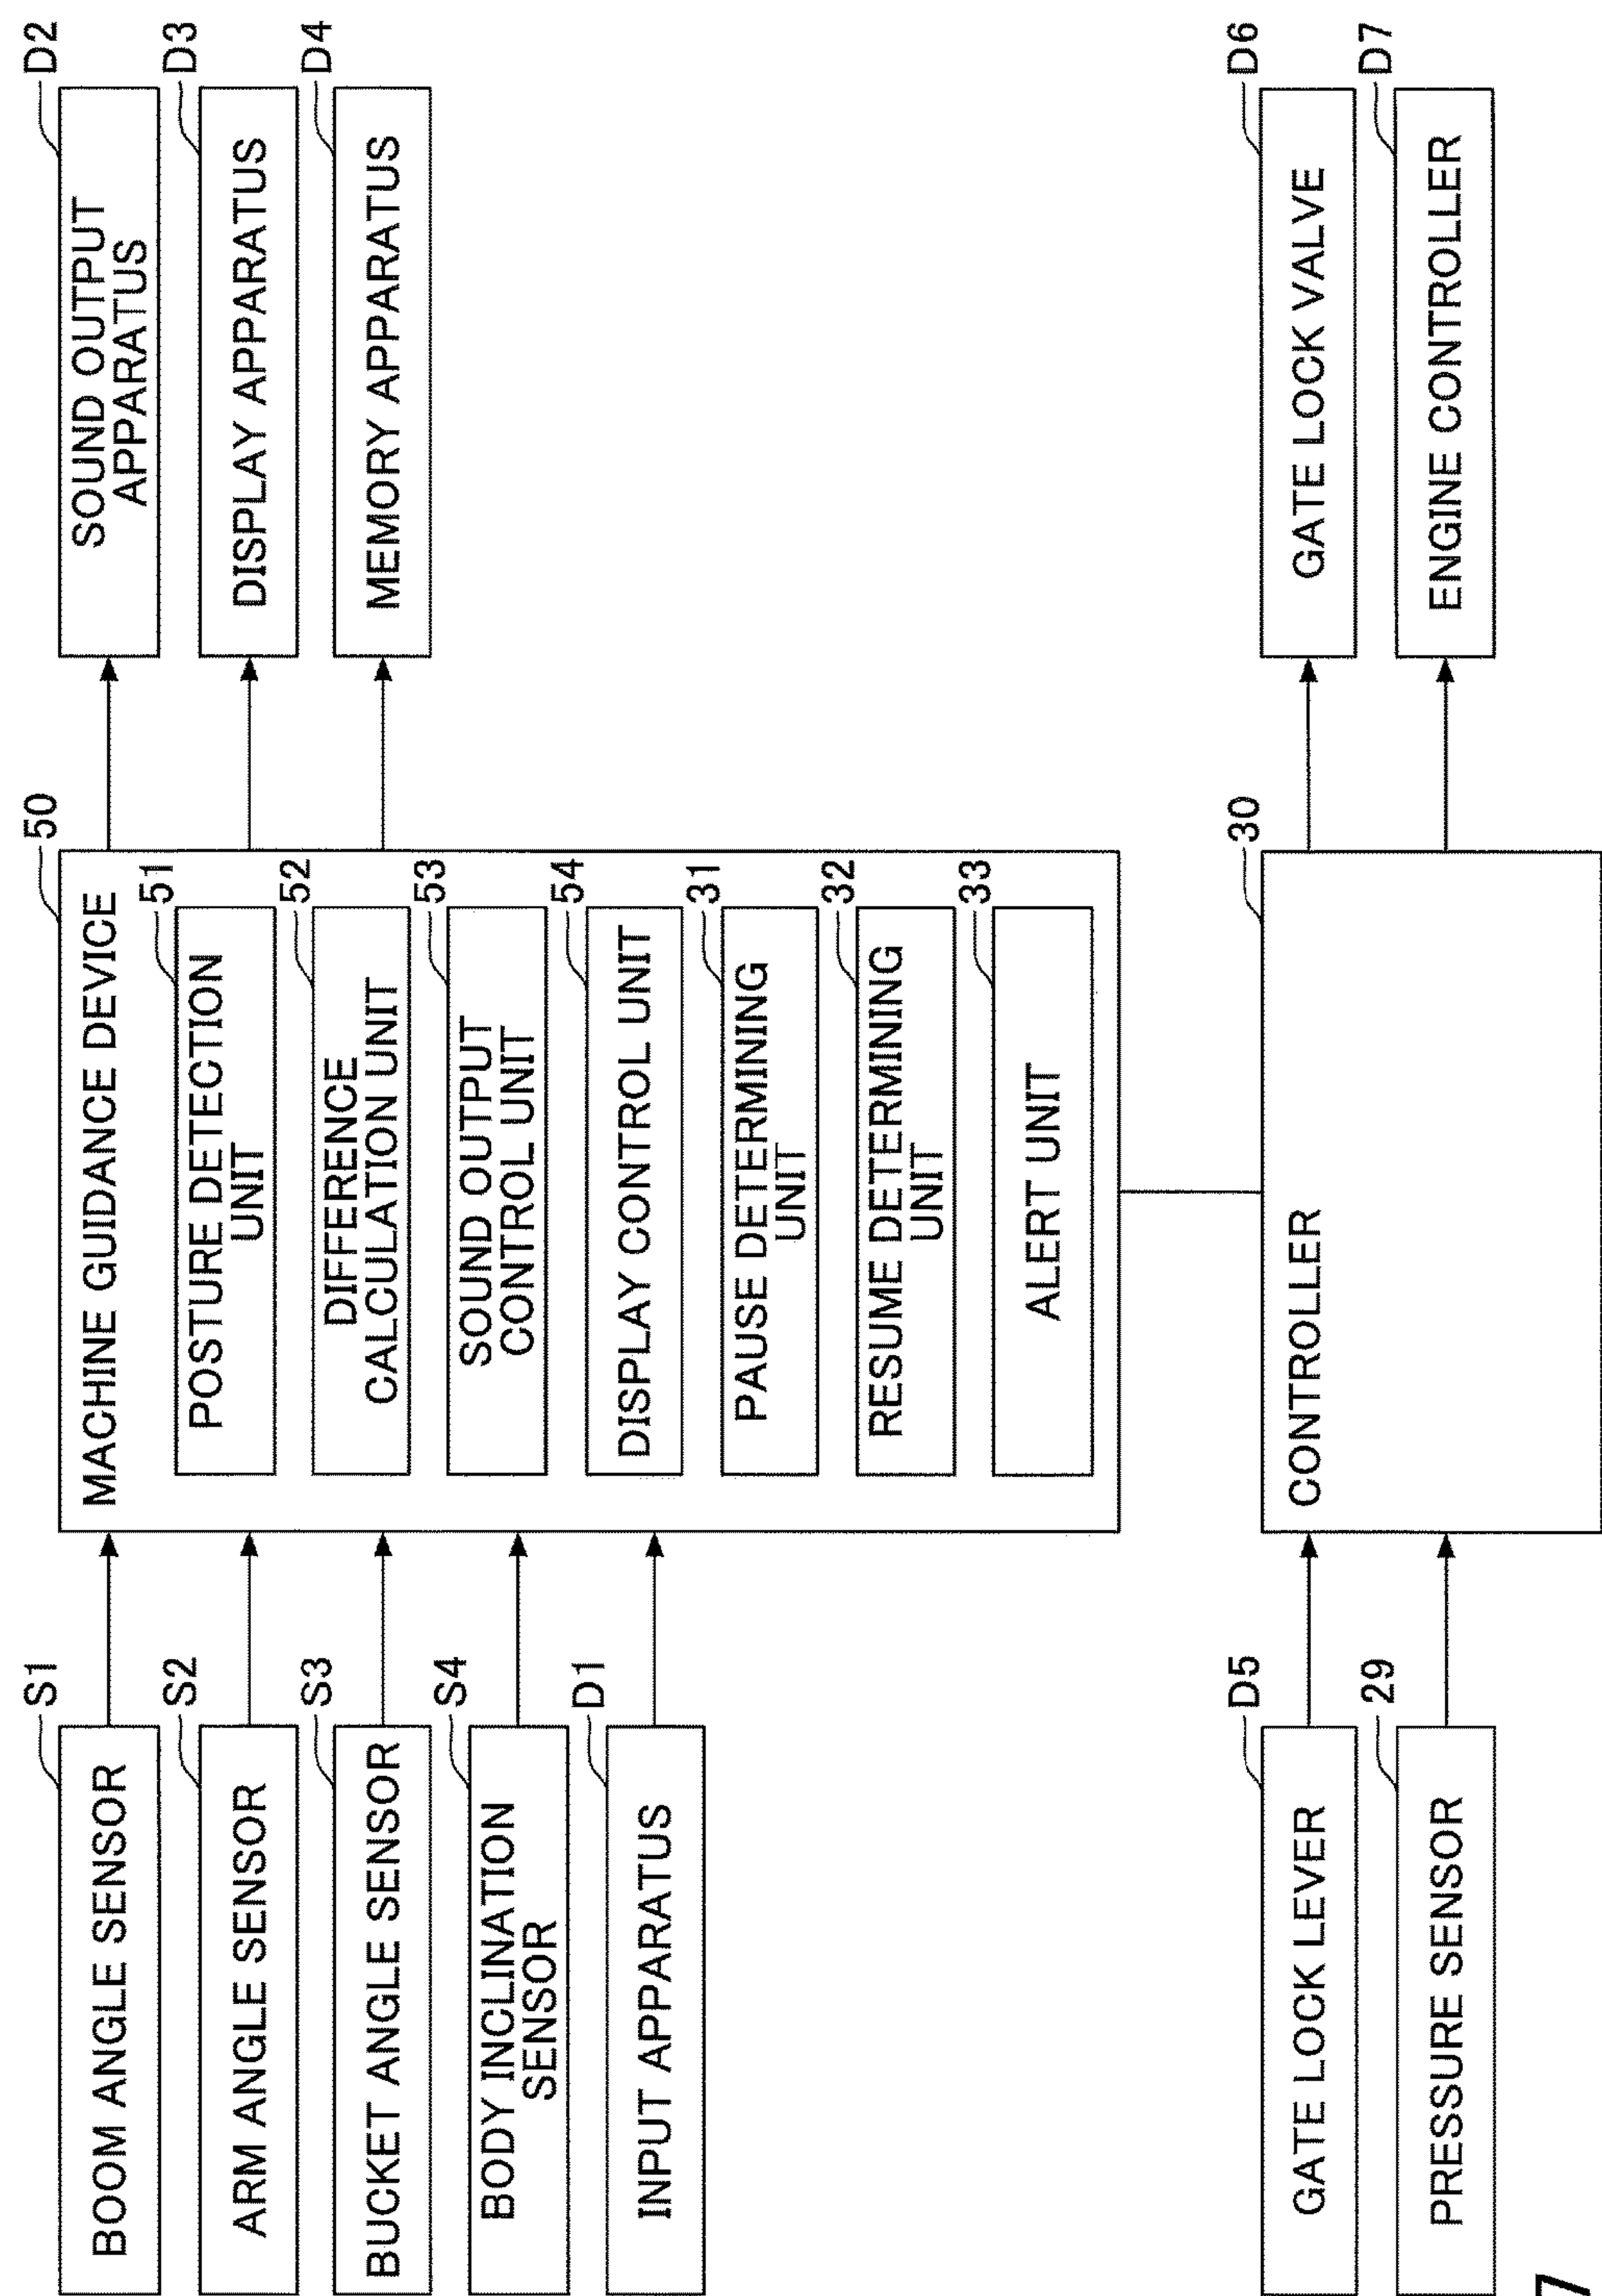 S1
BOOM ANGLE SENSOR
S2
ARM ANGLE SENSOR
S3
BUCKET ANGLE SENSOR
S4
BODY INCLINATION
SENSOR
D1
INPUT APPARATUS
50
MACHINE GUIDANCE DEVICE
51
POSTURE DETECTION
UNIT
52
DIFFERENCE
CALCULATION UNIT
53
SOUND OUTPUT
CONTROL UNIT
54
DISPLAY CONTROL UNIT
31
PAUSE DETERMINING
UNIT
32
RESUME DETERMINING
UNIT
33
ALERT UNIT
D2
SOUND OUTPUT
APPARATUS
D3
DISPLAY APPARATUS
D4
MEMORY APPARATUS
D5
GATE LOCK LEVER
29
PRESSURE SENSOR
30
CONTROLLER
D6
GATE LOCK VALVE
D7
ENGINE CONTROLLER
7